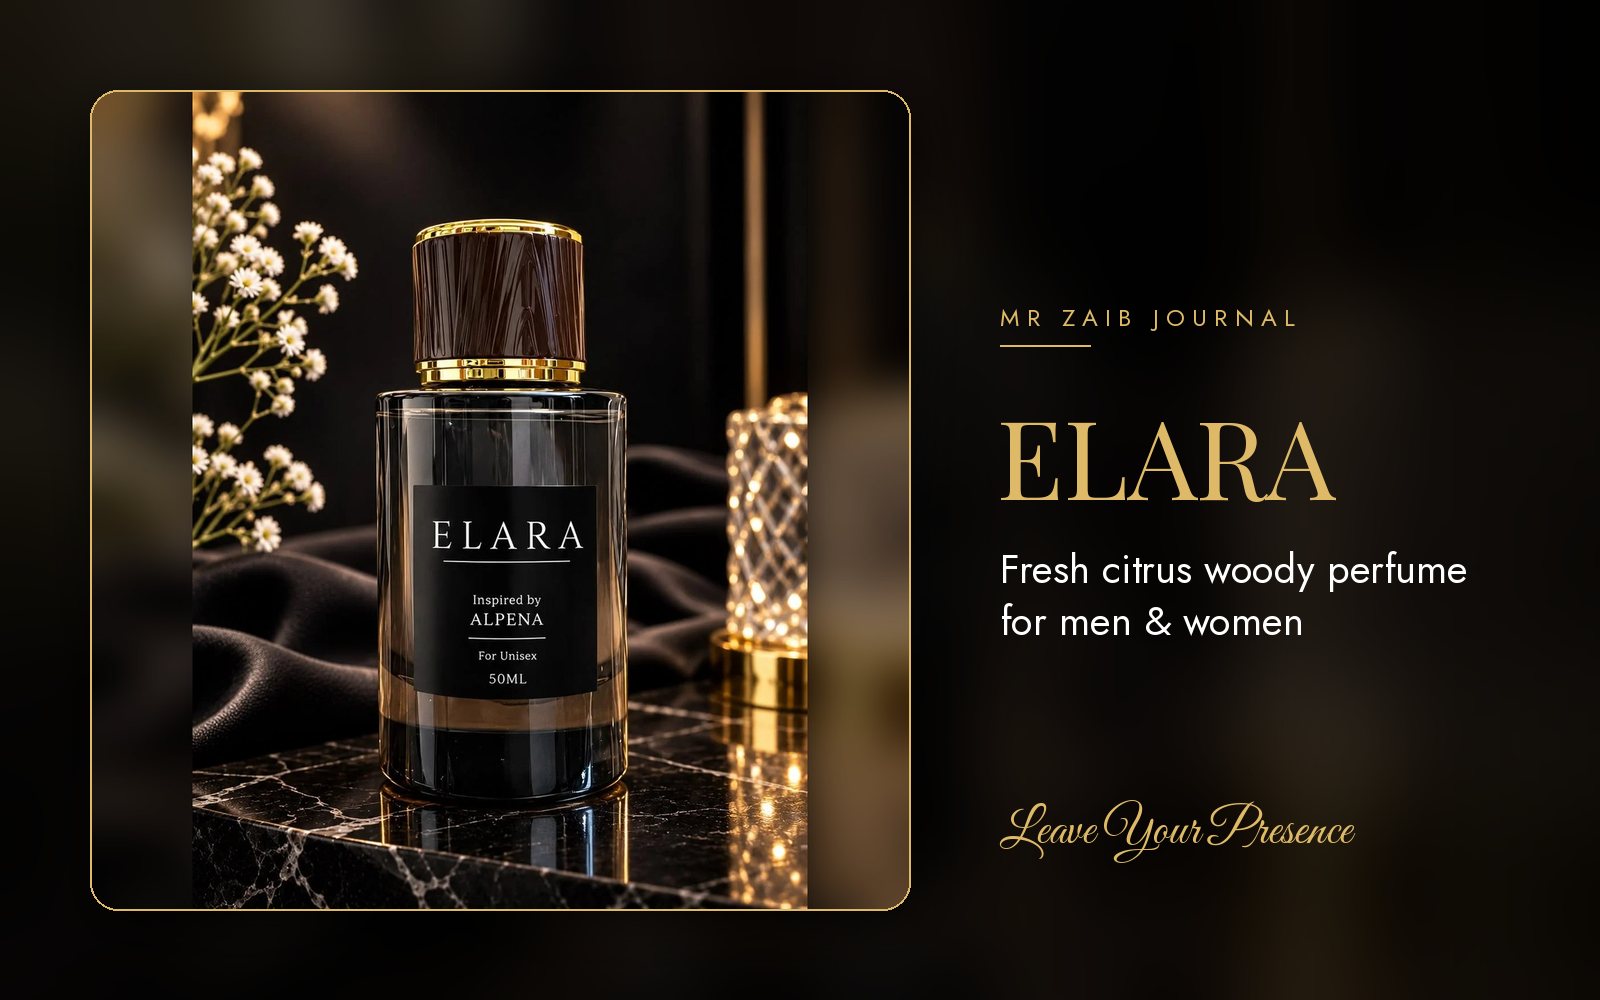 ELARA
Inspired by
ALPENA
For Unisex
50ML
MR ZAIB JOURNAL
ELARA
Fresh citrus woody perfume
for men & women
Leave Your Presence